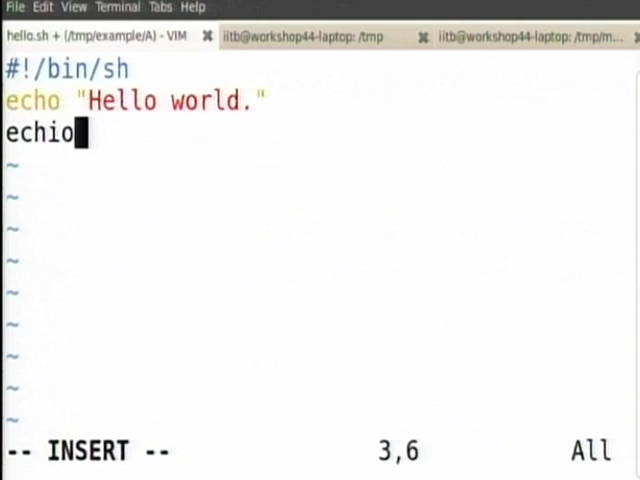 File Edit View Terminal Tabs Help
hello.sh + (/tmp/example/A) - VIM ✖ iitb@workshop44-laptop: /tmp ✖ iitb@workshop44-laptop: /tmp/m...
#!/bin/sh
echo "Hello world."
echio
~
~
~
~
~
~
~
~
~
-- INSERT -- 3,6 All